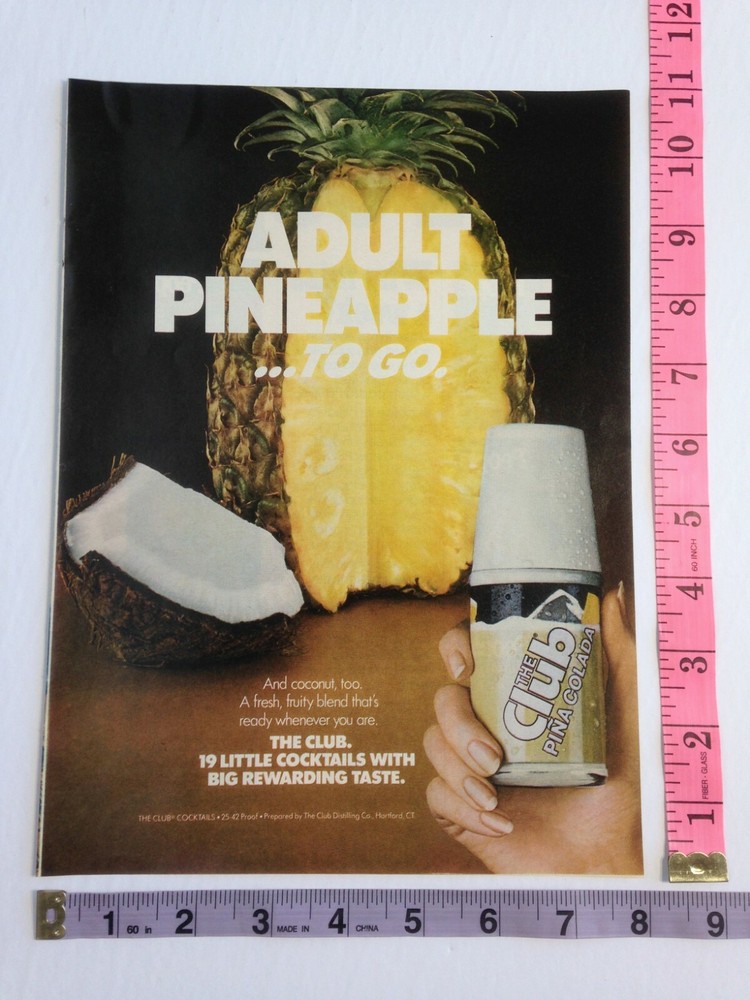 ADULT
PINEAPPLE
...TO GO.
THE
Club
PIÑA COLADA
And coconut, too.
A fresh, fruity blend that's
ready whenever you are.
THE CLUB.
19 LITTLE COCKTAILS WITH
BIG REWARDING TASTE.
THE CLUB® COCKTAILS • 25-42 Proof • Prepared by The Club Distilling Co., Hartford, CT.
12
11
10
9
8
7
6
5
60 INCH
4
3
2
FIBER - GLASS
1
1 60 in 2 3 MADE IN 4 CHINA 5 6 7 8 9